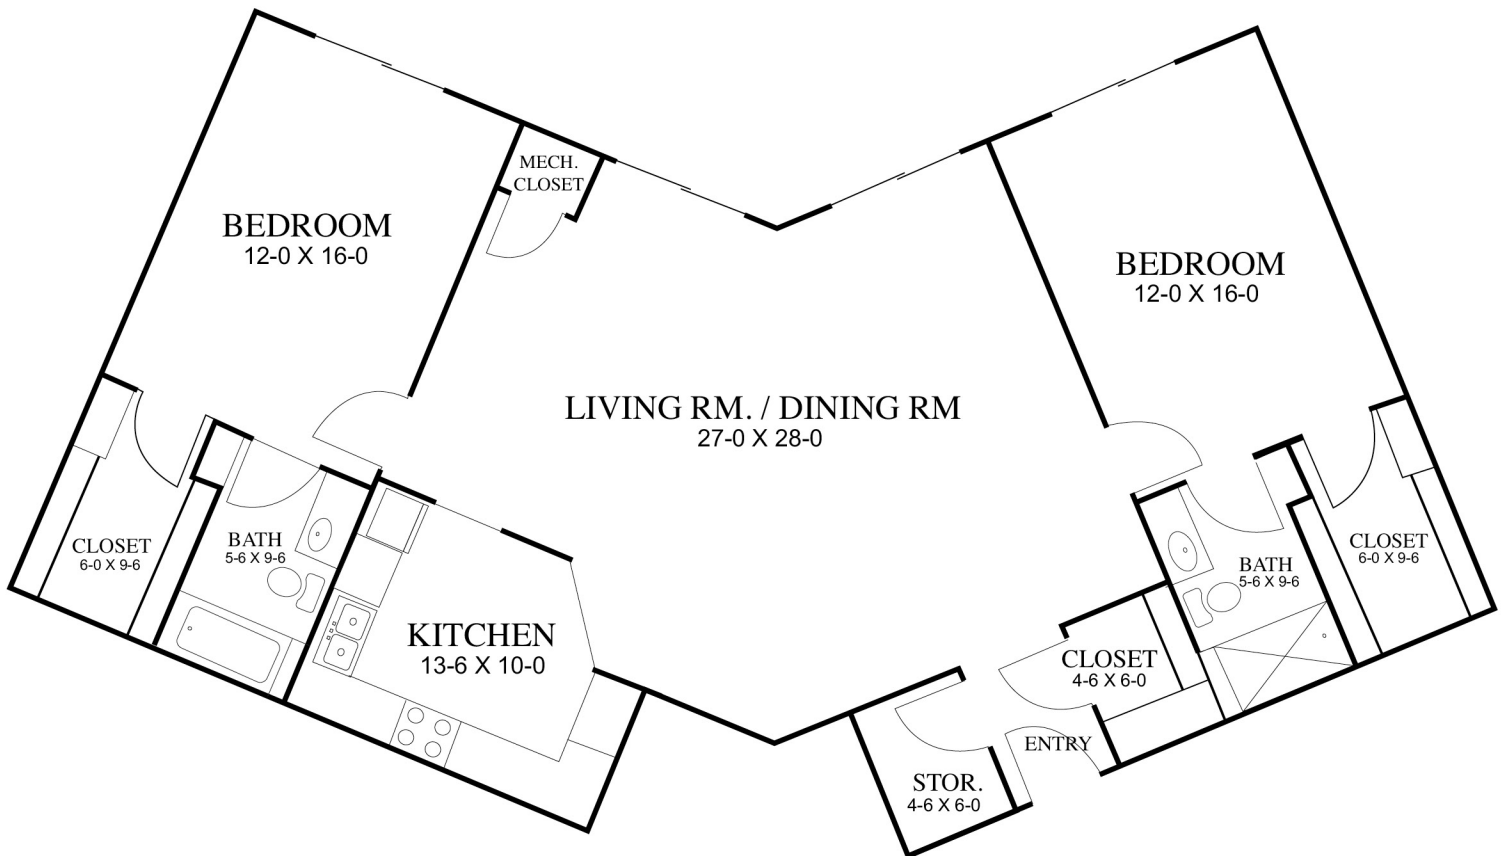 MECH.
CLOSET
BEDROOM
12-0 X 16-0
BEDROOM
12-0 X 16-0
LIVING RM. / DINING RM
27-0 X 28-0
CLOSET
6-0 X 9-6
BATH
5-6 X 9-6
KITCHEN
13-6 X 10-0
CLOSET
6-0 X 9-6
BATH
5-6 X 9-6
CLOSET
4-6 X 6-0
ENTRY
STOR.
4-6 X 6-0